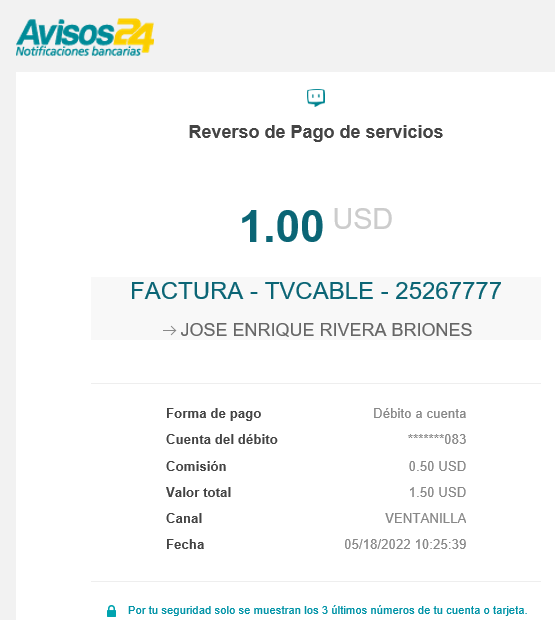 Avisos24
Notificaciones bancarias
Reverso de Pago de servicios
1.00 USD
FACTURA - TVCABLE - 25267777
→ JOSE ENRIQUE RIVERA BRIONES
Forma de pago Débito a cuenta
Cuenta del débito *******083
Comisión 0.50 USD
Valor total 1.50 USD
Canal VENTANILLA
Fecha 05/18/2022 10:25:39
Por tu seguridad solo se muestran los 3 últimos números de tu cuenta o tarjeta.